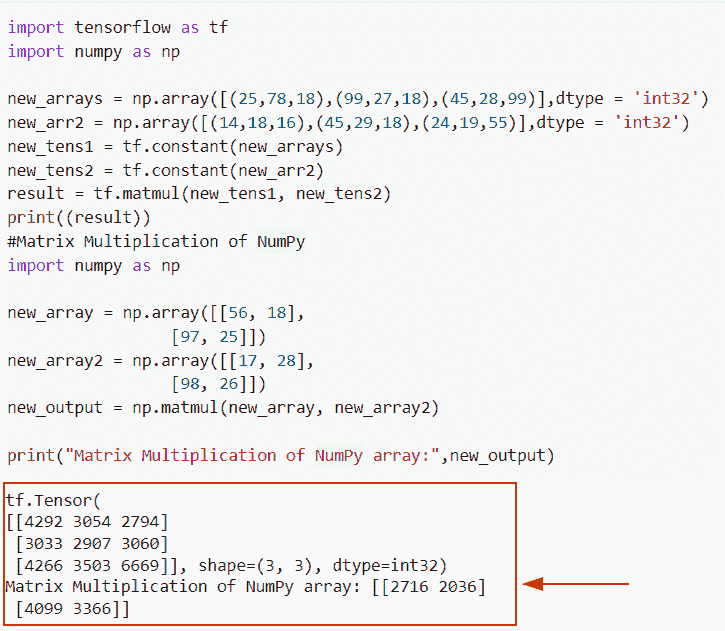 import tensorflow as tf
import numpy as np
new_arrays = np.array([(25,78,18),(99,27,18),(45,28,99)],dtype = 'int32')
new_arr2 = np.array([(14,18,16),(45,29,18),(24,19,55)],dtype = 'int32')
new_tens1 = tf.constant(new_arrays)
new_tens2 = tf.constant(new_arr2)
result = tf.matmul(new_tens1, new_tens2)
print((result))
#Matrix Multiplication of NumPy
import numpy as np
new_array = np.array([[56, 18],
[97, 25]])
new_array2 = np.array([[17, 28],
[98, 26]])
new_output = np.matmul(new_array, new_array2)
print("Matrix Multiplication of NumPy array:",new_output)
tf.Tensor(
[[4292 3054 2794]
[3033 2907 3060]
[4266 3503 6669]], shape=(3, 3), dtype=int32)
Matrix Multiplication of NumPy array: [[2716 2036]
[4099 3366]]